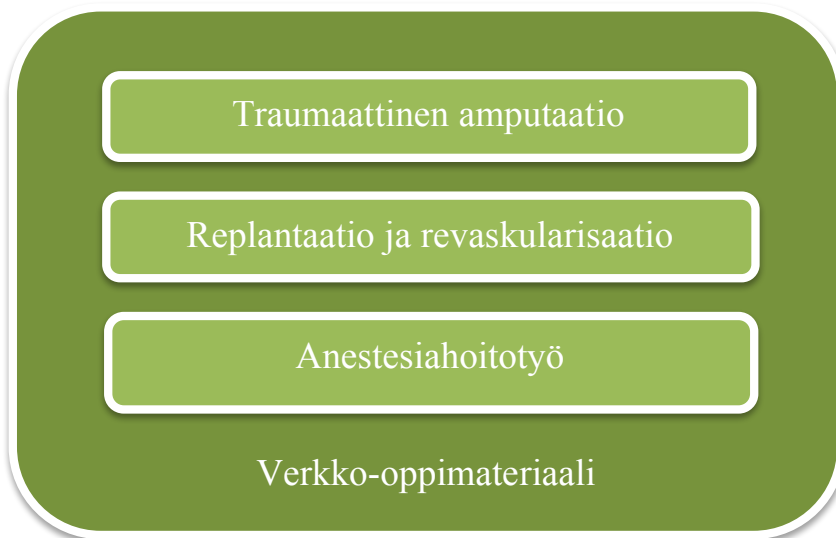 Traumaattinen amputaatio
Replantaatio ja revaskularisaatio
Anestesiahoitotyö
Verkko-oppimateriaali